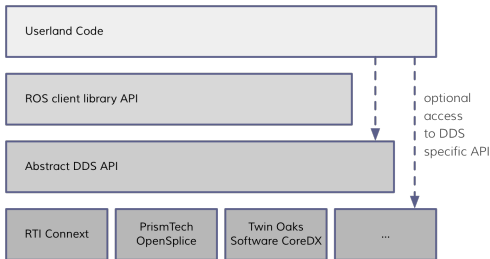 Userland Code
ROS client library API
optional
access
to DDS
specific API
Abstract DDS API
RTI Connext
PrismTech
OpenSplice
Twin Oaks
Software CoreDX
...